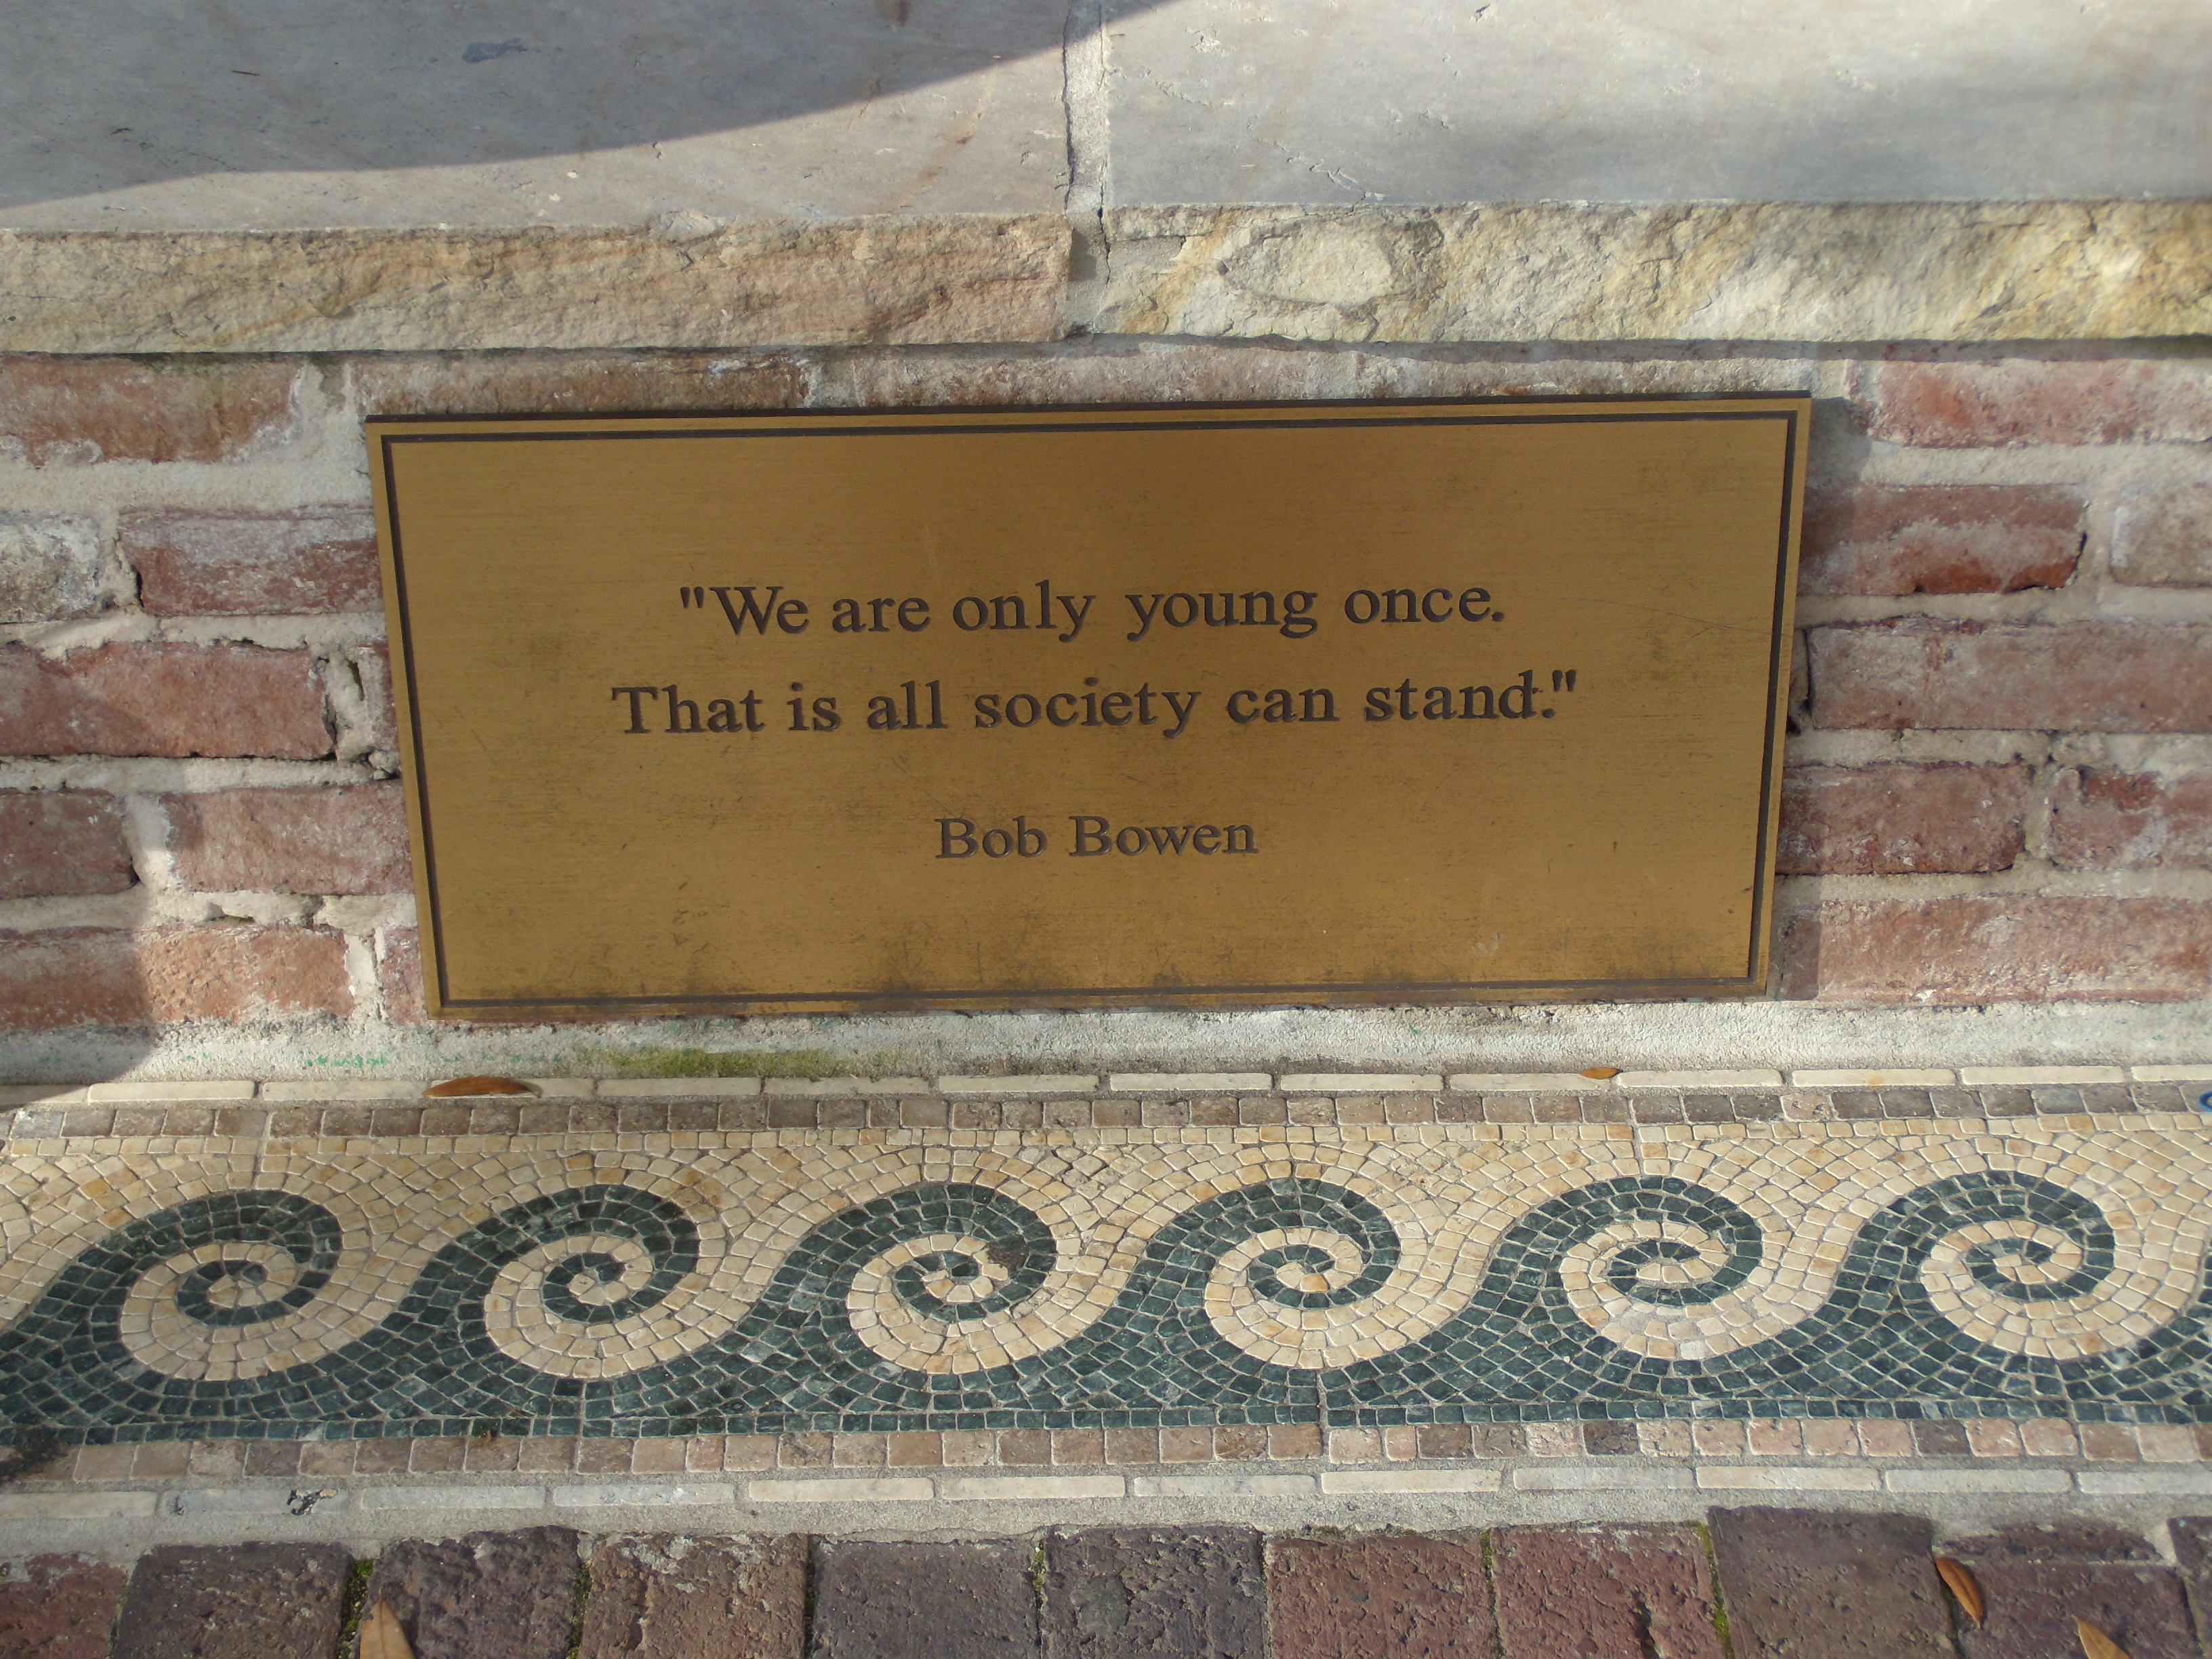 "We are only young once.
That is all society can stand."
Bob Bowen